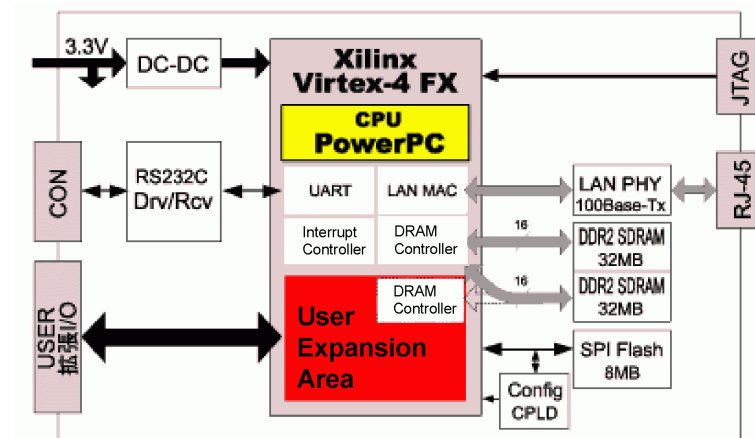 3.3V
DC-DC
Xilinx
Virtex-4 FX
JTAG
CPU
PowerPC
CON
RS232C
Drv/Rcv
UART
LAN MAC
LAN PHY
100Base-Tx
RJ-45
Interrupt
Controller
DRAM
Controller
16
DDR2 SDRAM
32MB
USER
拡張I/O
User
Expansion
Area
DRAM
Controller
16
DDR2 SDRAM
32MB
SPI Flash
8MB
Config
CPLD